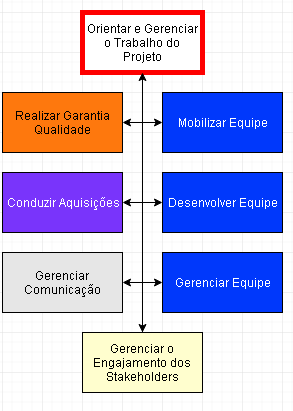 Orientar e Gerenciar
o Trabalho do
Projeto
Realizar Garantia
Qualidade
Mobilizar Equipe
Conduzir Aquisições
Desenvolver Equipe
Gerenciar
Comunicação
Gerenciar Equipe
Gerenciar o
Engajamento dos
Stakeholders